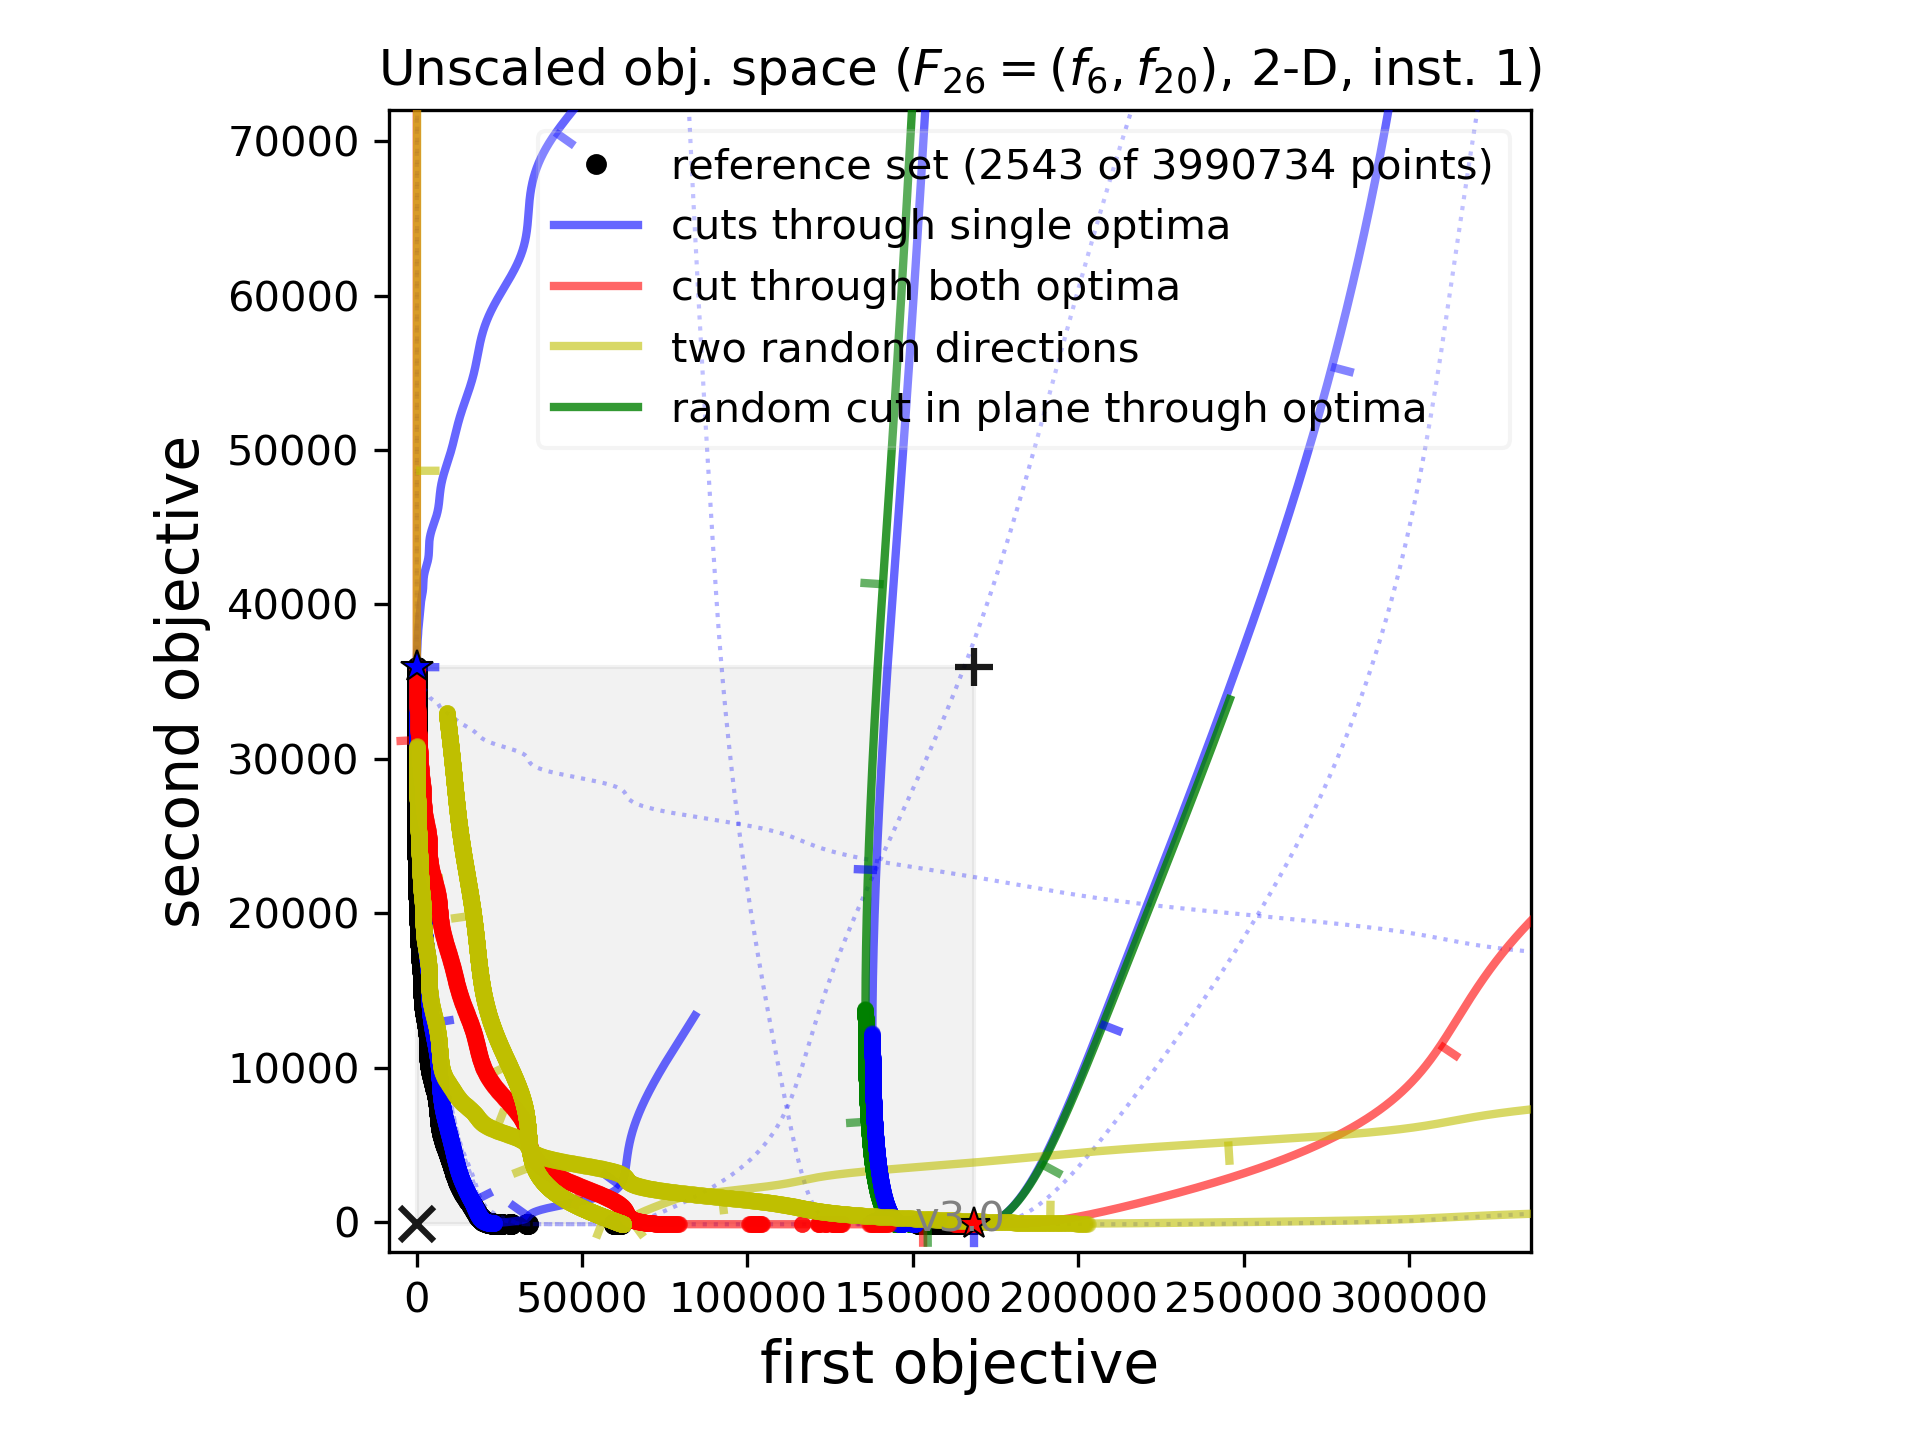 Unscaled obj. space (F26 = (f6, f20), 2-D, inst. 1)
reference set (2543 of 3990734 points)
cuts through single optima
cut through both optima
two random directions
random cut in plane through optima
second objective
70000
60000
50000
40000
30000
20000
10000
0
v3.0
0 50000 100000 150000 200000 250000 300000
first objective